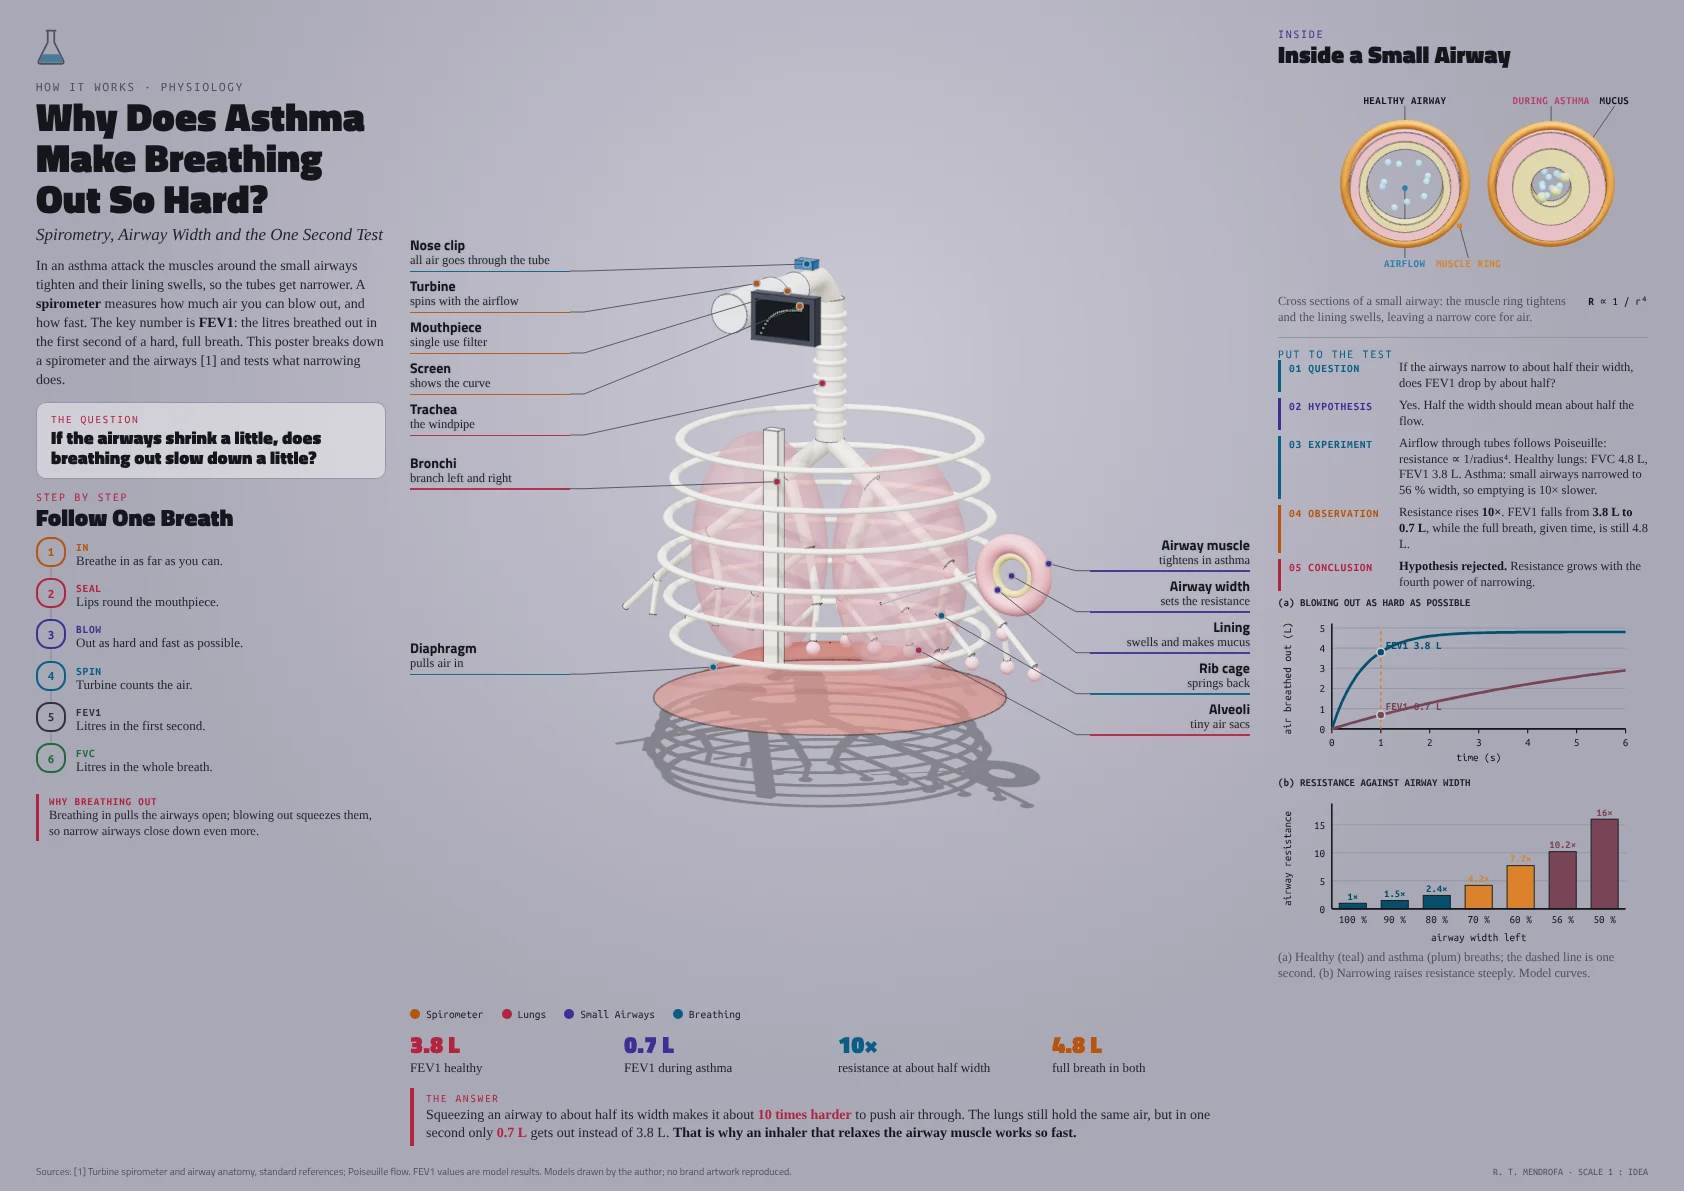 HOW IT WORKS · PHYSIOLOGY
Why Does Asthma
Make Breathing
Out So Hard?
Spirometry, Airway Width and the One Second Test
In an asthma attack the muscles around the small airways
tighten and their lining swells, so the tubes get narrower. A
spirometer measures how much air you can blow out, and
how fast. The key number is FEV1: the litres breathed out in
the first second of a hard, full breath. This poster breaks down
a spirometer and the airways [1] and tests what narrowing
does.
THE QUESTION
If the airways shrink a little, does
breathing out slow down a little?
STEP BY STEP
Follow One Breath
1
IN
Breathe in as far as you can.
2
SEAL
Lips round the mouthpiece.
3
BLOW
Out as hard and fast as possible.
4
SPIN
Turbine counts the air.
5
FEV1
Litres in the first second.
6
FVC
Litres in the whole breath.
WHY BREATHING OUT
Breathing in pulls the airways open; blowing out squeezes them,
so narrow airways close down even more.
Nose clip
all air goes through the tube
Turbine
spins with the airflow
Mouthpiece
single use filter
Screen
shows the curve
Trachea
the windpipe
Bronchi
branch left and right
Diaphragm
pulls air in
Airway muscle
tightens in asthma
Airway width
sets the resistance
Lining
swells and makes mucus
Rib cage
springs back
Alveoli
tiny air sacs
Spirometer Lungs Small Airways Breathing
3.8 L
FEV1 healthy
0.7 L
FEV1 during asthma
10×
resistance at about half width
4.8 L
full breath in both
THE ANSWER
Squeezing an airway to about half its width makes it about 10 times harder to push air through. The lungs still hold the same air, but in one
second only 0.7 L gets out instead of 3.8 L. That is why an inhaler that relaxes the airway muscle works so fast.
INSIDE
Inside a Small Airway
HEALTHY AIRWAY
DURING ASTHMA
MUCUS
AIRFLOW
MUSCLE RING
Cross sections of a small airway: the muscle ring tightens
and the lining swells, leaving a narrow core for air.
R ∝ 1 / r⁴
PUT TO THE TEST
01 QUESTION
If the airways narrow to about half their width,
does FEV1 drop by about half?
02 HYPOTHESIS
Yes. Half the width should mean about half the
flow.
03 EXPERIMENT
Airflow through tubes follows Poiseuille:
resistance ∝ 1/radius⁴. Healthy lungs: FVC 4.8 L,
FEV1 3.8 L. Asthma: small airways narrowed to
56 % width, so emptying is 10× slower.
04 OBSERVATION
Resistance rises 10×. FEV1 falls from 3.8 L to
0.7 L, while the full breath, given time, is still 4.8
L.
05 CONCLUSION
Hypothesis rejected. Resistance grows with the
fourth power of narrowing.
(a) BLOWING OUT AS HARD AS POSSIBLE
air breathed out (L)
5
4
3
2
1
0
FEV1 3.8 L
FEV1 0.7 L
0 1 2 3 4 5 6
time (s)
(b) RESISTANCE AGAINST AIRWAY WIDTH
airway resistance
15
10
5
0
1× 1.5× 2.4× 4.2× 7.7× 10.2× 16×
100 % 90 % 80 % 70 % 60 % 56 % 50 %
airway width left
(a) Healthy (teal) and asthma (plum) breaths; the dashed line is one
second. (b) Narrowing raises resistance steeply. Model curves.
Sources: [1] Turbine spirometer and airway anatomy, standard references; Poiseuille flow. FEV1 values are model results. Models drawn by the author; no brand artwork reproduced.
R. T. MENDROFA · SCALE 1 : IDEA